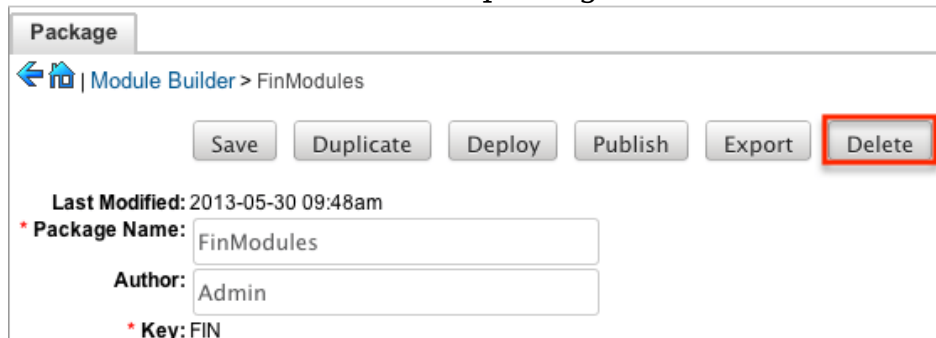 Package
| Module Builder > FinModules
Save Duplicate Deploy Publish Export Delete
Last Modified: 2013-05-30 09:48am
* Package Name: FinModules
Author: Admin
* Key: FIN